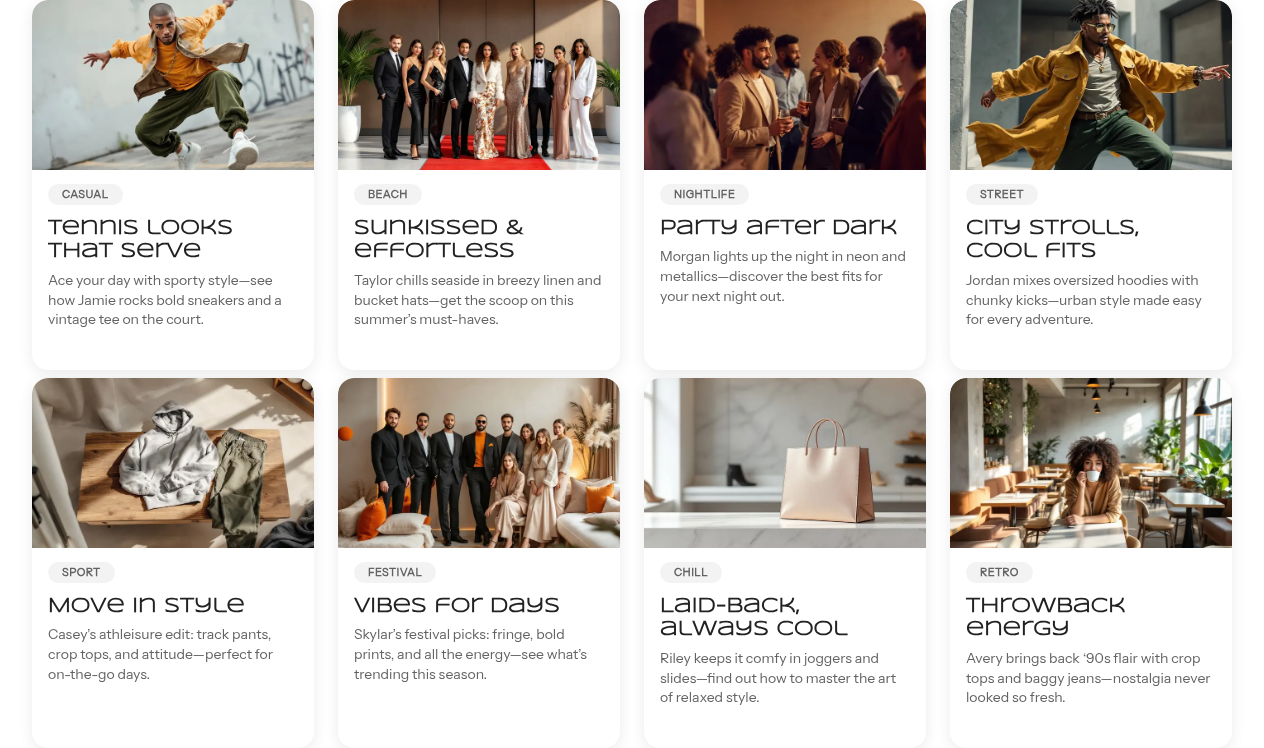 CASUAL
Tennis Looks
That Serve
Ace your day with sporty style—see
how Jamie rocks bold sneakers and a
vintage tee on the court.
BEACH
Sunkissed &
Effortless
Taylor chills seaside in breezy linen and
bucket hats—get the scoop on this
summer’s must-haves.
NIGHTLIFE
Party After Dark
Morgan lights up the night in neon and
metallics—discover the best fits for
your next night out.
STREET
City Strolls,
Cool Fits
Jordan mixes oversized hoodies with
chunky kicks—urban style made easy
for every adventure.
SPORT
Move in Style
Casey’s athleisure edit: track pants,
crop tops, and attitude—perfect for
on-the-go days.
FESTIVAL
Vibes for Days
Skylar’s festival picks: fringe, bold
prints, and all the energy—see what’s
trending this season.
CHILL
Laid-Back,
Always Cool
Riley keeps it comfy in joggers and
slides—find out how to master the art
of relaxed style.
RETRO
Throwback
Energy
Avery brings back ‘90s flair with crop
tops and baggy jeans—nostalgia never
looked so fresh.